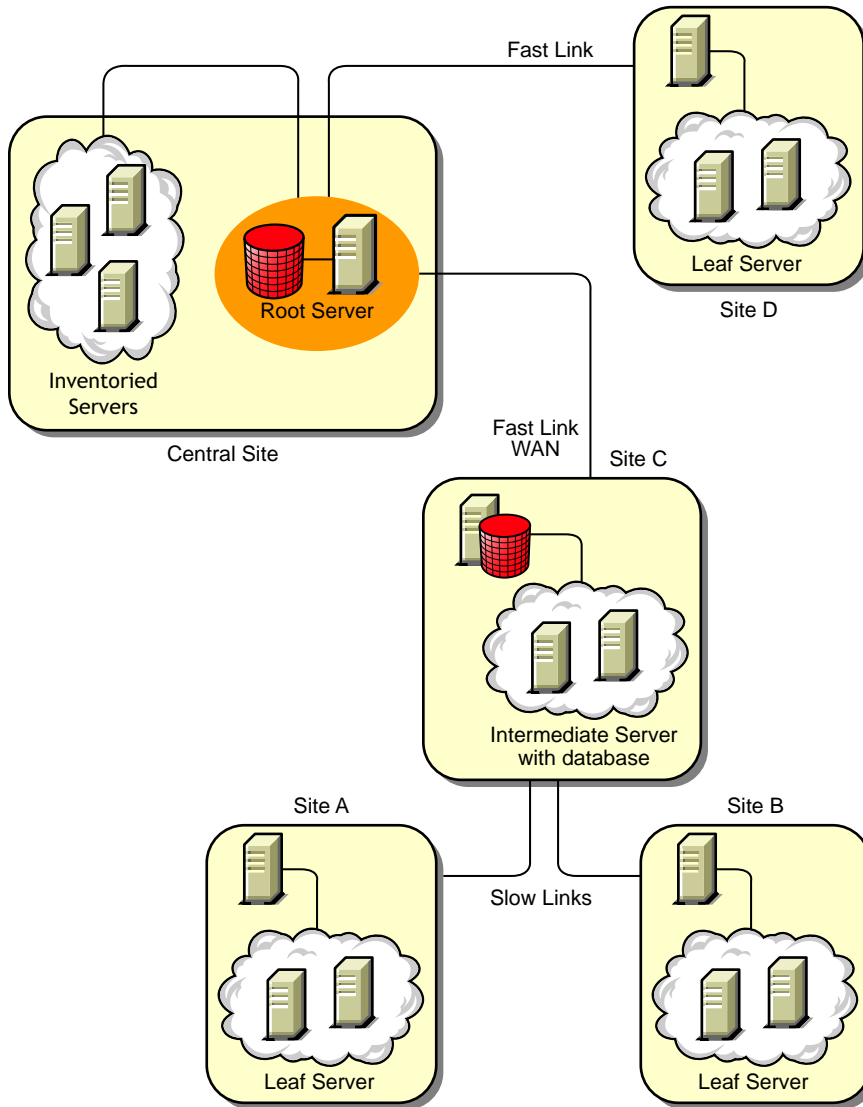 Fast Link
Leaf Server
Site D
Root Server
Inventoried
Servers
Central Site
Fast Link
WAN
Site C
Intermediate Server
with database
Site A
Site B
Slow Links
Leaf Server
Leaf Server